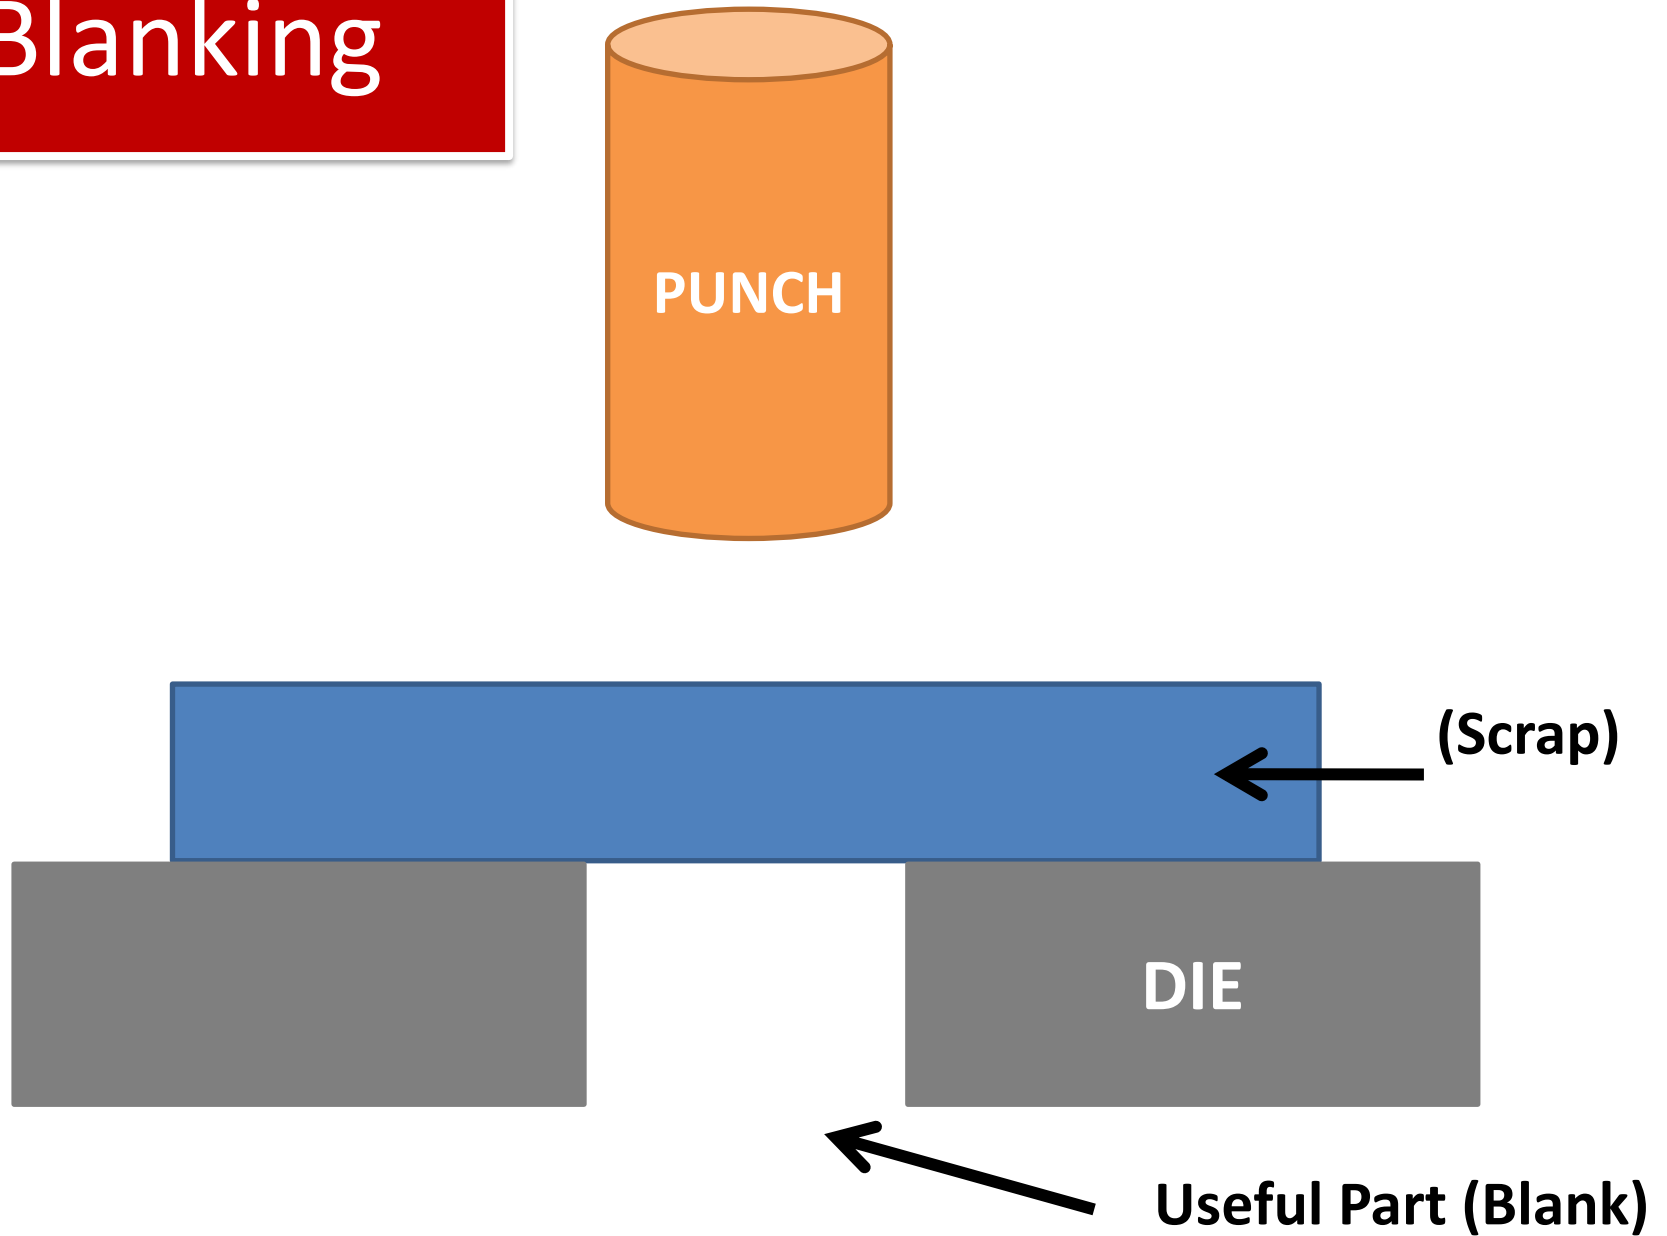 Blanking
PUNCH
(Scrap)
DIE
Useful Part (Blank)